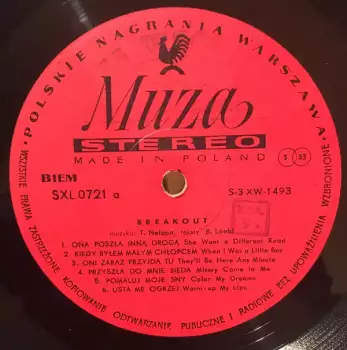 POLSKIE NAGRANIA WARSZAWA
Muza
STEREO
MADE IN POLAND
S 33
BIEM
SXL 0721 a
S-3 XW-1493
BREAKOUT
muzyka: T. Nalepa, teksty: B. Loebl
1. ONA POSZŁA INNĄ DROGĄ She Want a Different Road
2. KIEDY BYŁEM MAŁYM CHŁOPCEM When I Was a Little Boy
3. ONI ZARAZ PRZYJDĄ TU They'll Be Here Any Minute
4. PRZYSZŁA DO MNIE BIEDA Misery Come to Me
5. POMALUJ MOJE SNY Color My Dreams
6. USTA ME OGRZEJ Warm-up My Lips
WSZYSTKIE PRAWA ZASTRZEŻONE KOPIOWANIE ODTWARZANIE PUBLICZNE I RADIOWE BEZ UPOWAŻNIENIA WZBRONIONE